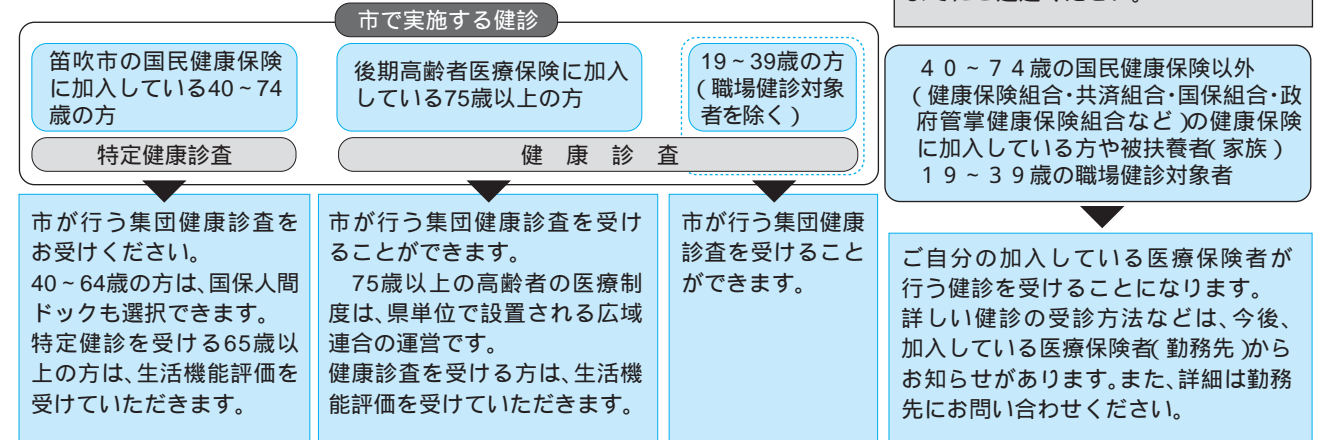 市で実施する健診
笛吹市の国民健康保険
に加入している40~74
歳の方
特定健康診査
後期高齢者医療保険に加入
している75歳以上の方
19~39歳の方
(職場健診対象
者を除く)
健康診査
市が行う集団健康診査を
お受けください。
40~64歳の方は、国保人間
ドックも選択できます。
特定健診を受ける65歳以
上の方は、生活機能評価を
受けていただきます。
市が行う集団健康診査を受け
ることができます。
 75歳以上の高齢者の医療制
度は、県単位で設置される広域
連合の運営です。
健康診査を受ける方は、生活機
能評価を受けていただきます。
市が行う集団健康
診査を受けること
ができます。
40~74歳の国民健康保険以外
(健康保険組合・共済組合・国保組合・政
府管掌健康保険組合など)の健康保険
に加入している方や被扶養者(家族)
19~39歳の職場健診対象者
ご自分の加入している医療保険者が
行う健診を受けることになります。
詳しい健診の受診方法などは、今後、
加入している医療保険者(勤務先)から
お知らせがあります。また、詳細は勤務
先にお問い合わせください。